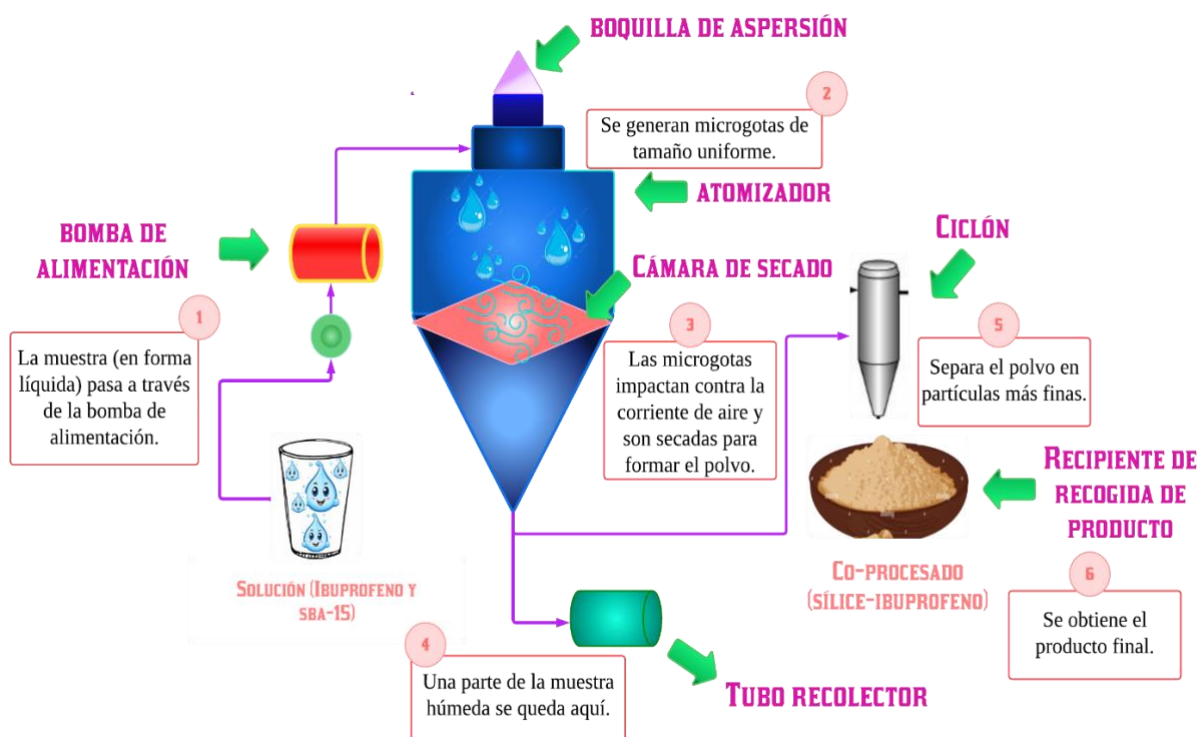 BOQUILLA DE ASPERSIÓN
2
Se generan microgotas de
tamaño uniforme.
ATOMIZADOR
BOMBA DE
ALIMENTACIÓN
1
La muestra (en forma
líquida) pasa a través
de la bomba de
alimentación.
SOLUCIÓN (IBUPROFENO Y
SBA-15)
CÁMARA DE SECADO
3
Las microgotas
impactan contra la
corriente de aire y
son secadas para
formar el polvo.
4
Una parte de la muestra
húmeda se queda aquí.
TUBO RECOLECTOR
CICLÓN
5
Separa el polvo en
partículas más finas.
RECIPIENTE DE
RECOGIDA DE
PRODUCTO
CO-PROCESADO
(SÍLICE-IBUPROFENO)
6
Se obtiene el
producto final.